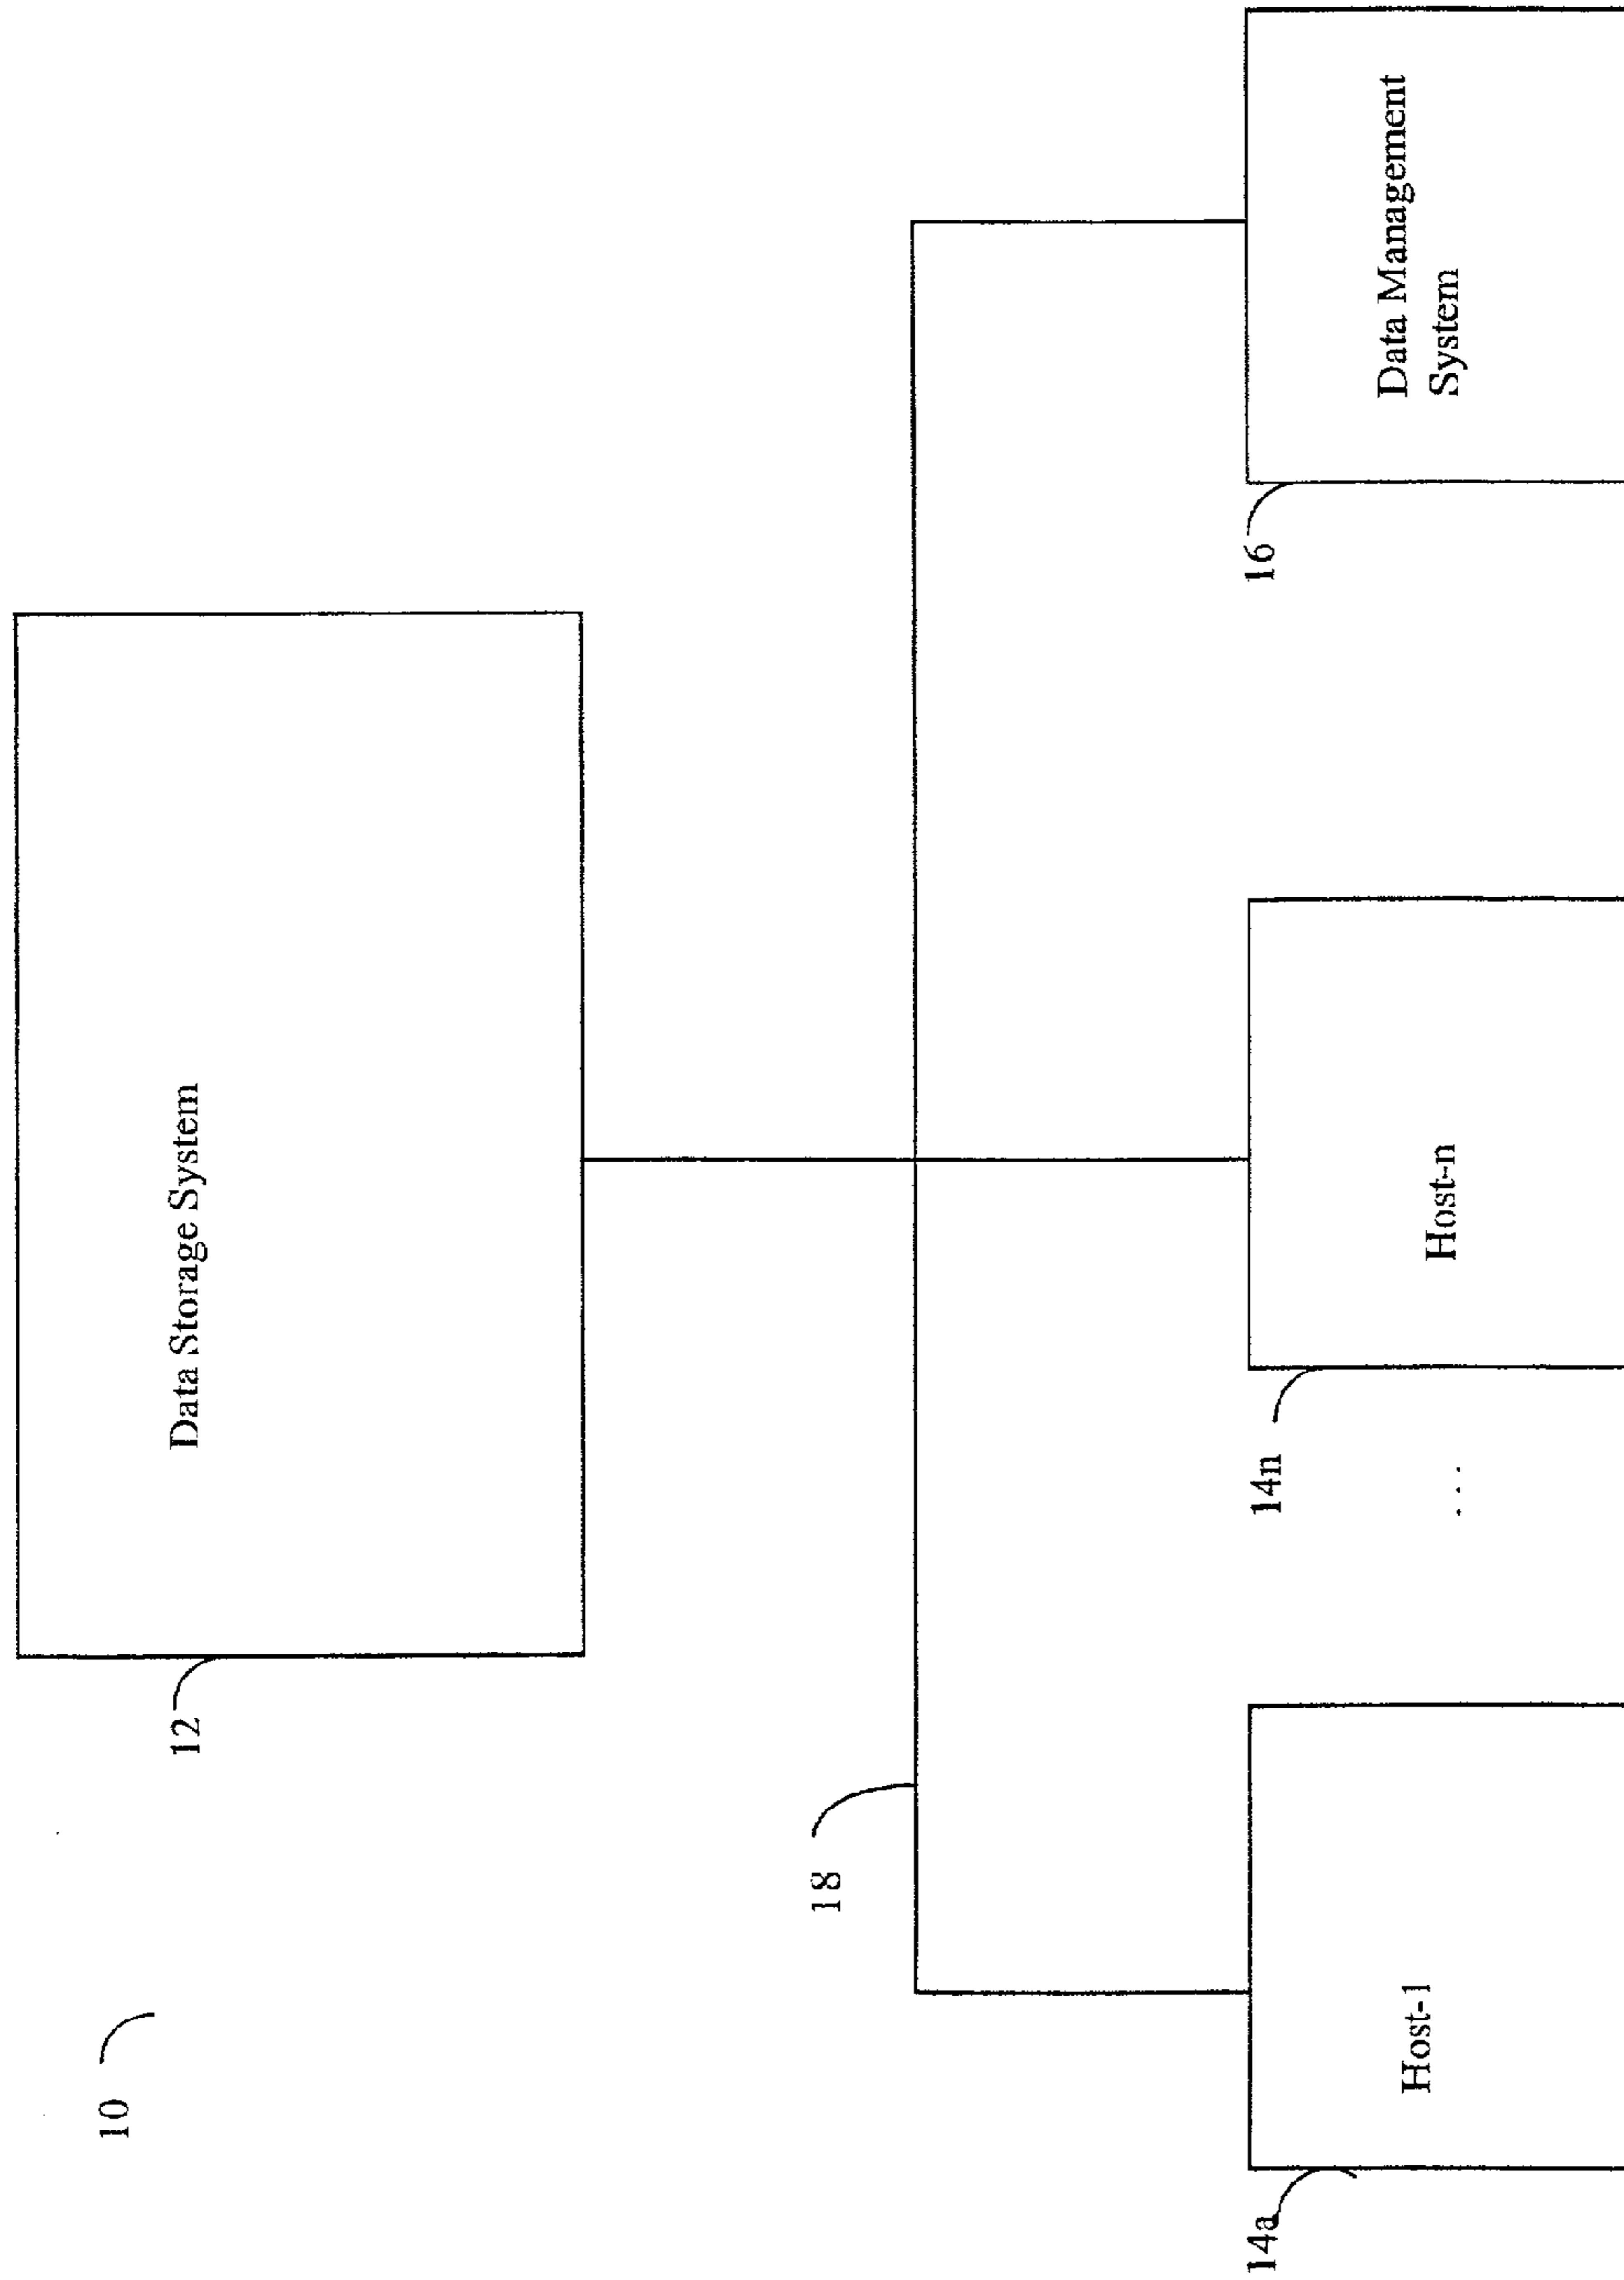 10
12
Data Storage System
18
14a
Host-1
14n
. . .
Host-n
16
Data Management
System